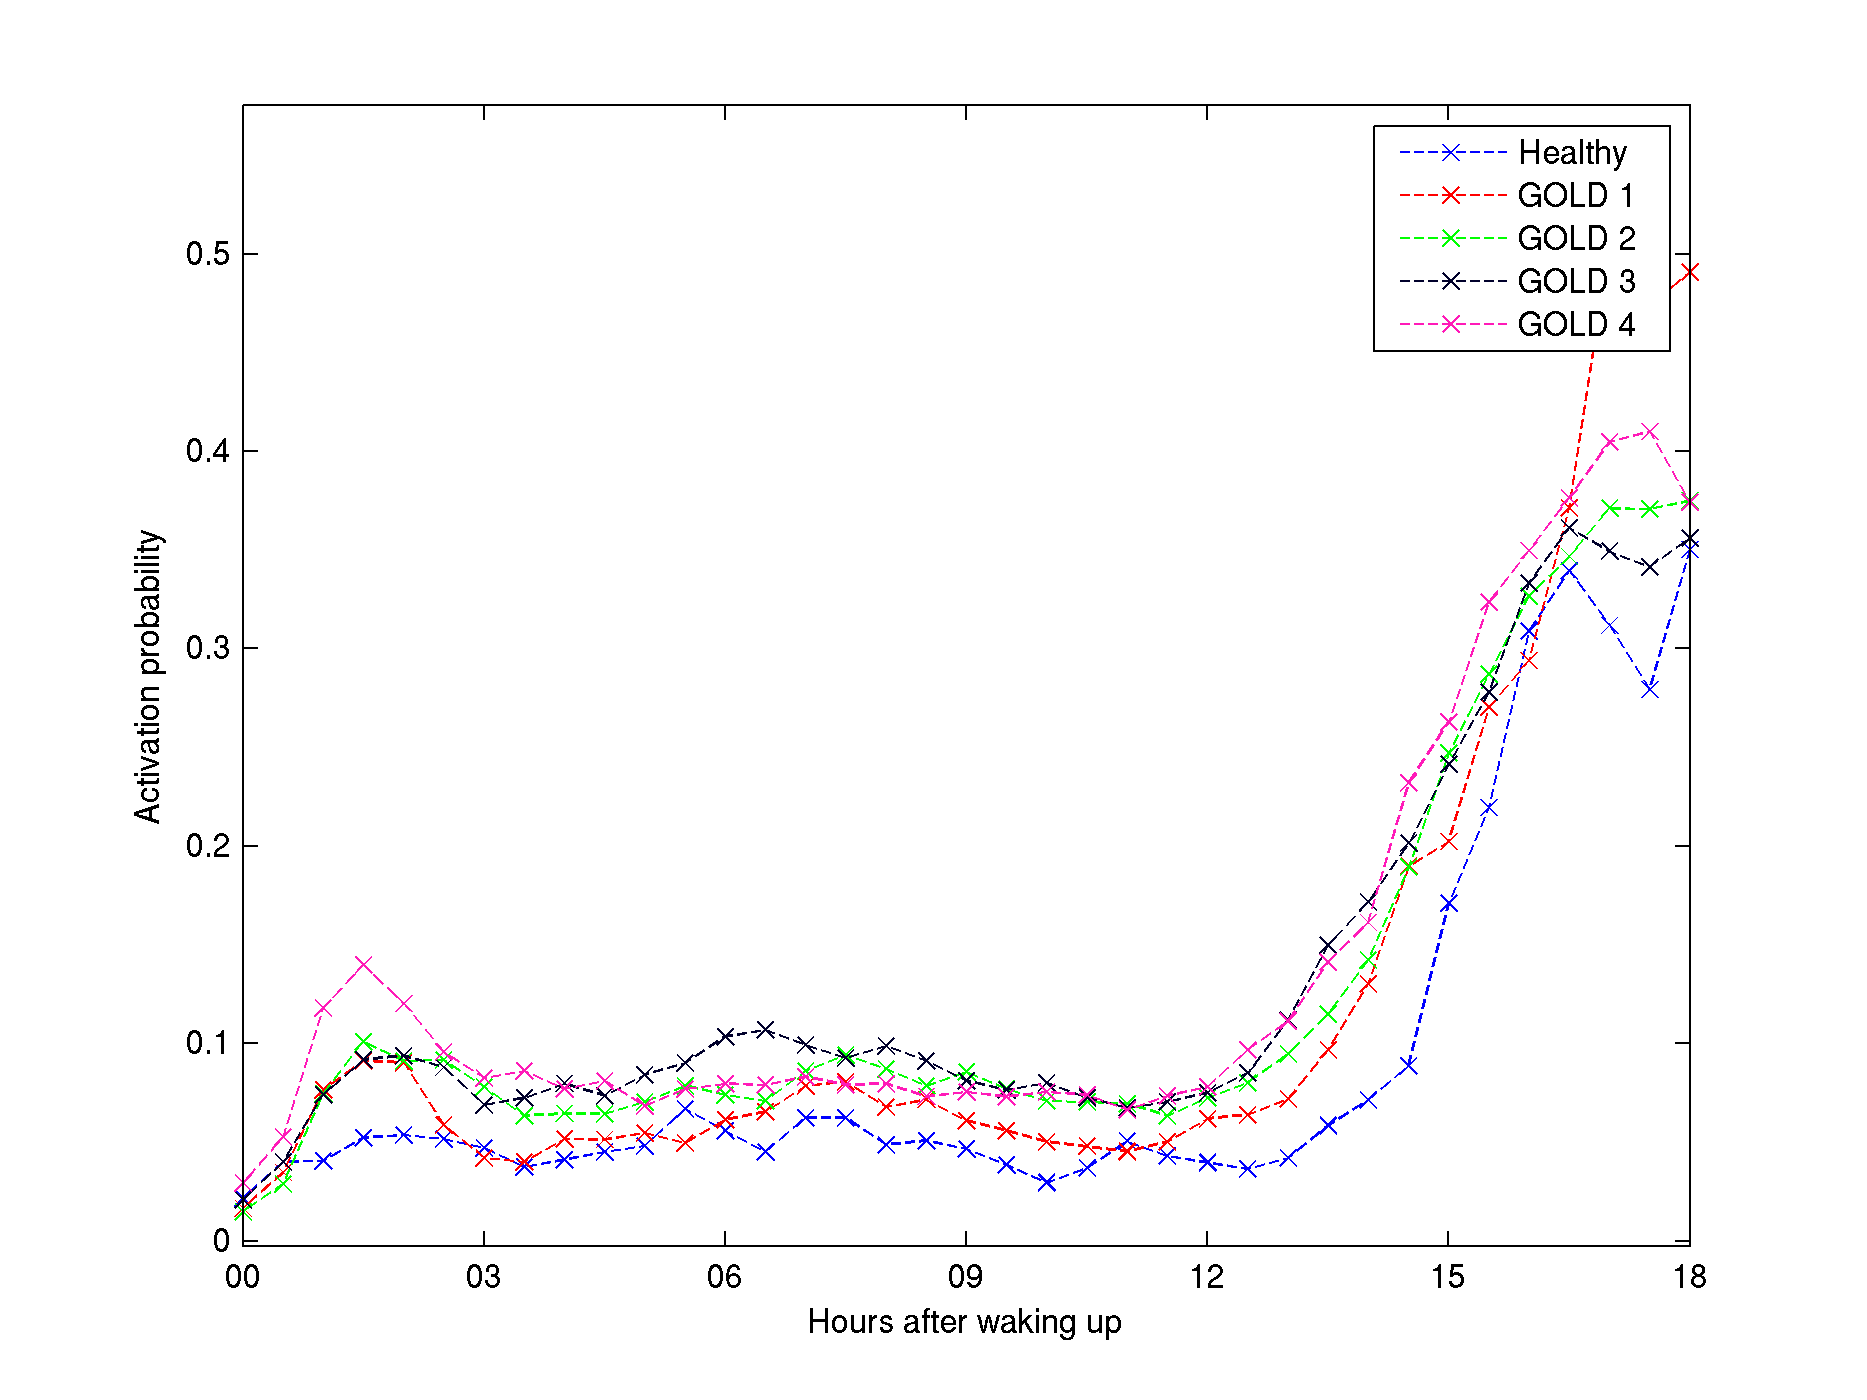 Healthy
GOLD 1
GOLD 2
GOLD 3
GOLD 4
0.5
0.4
0.3
0.2
0.1
0
Activation probability
00 03 06 09 12 15 18
Hours after waking up